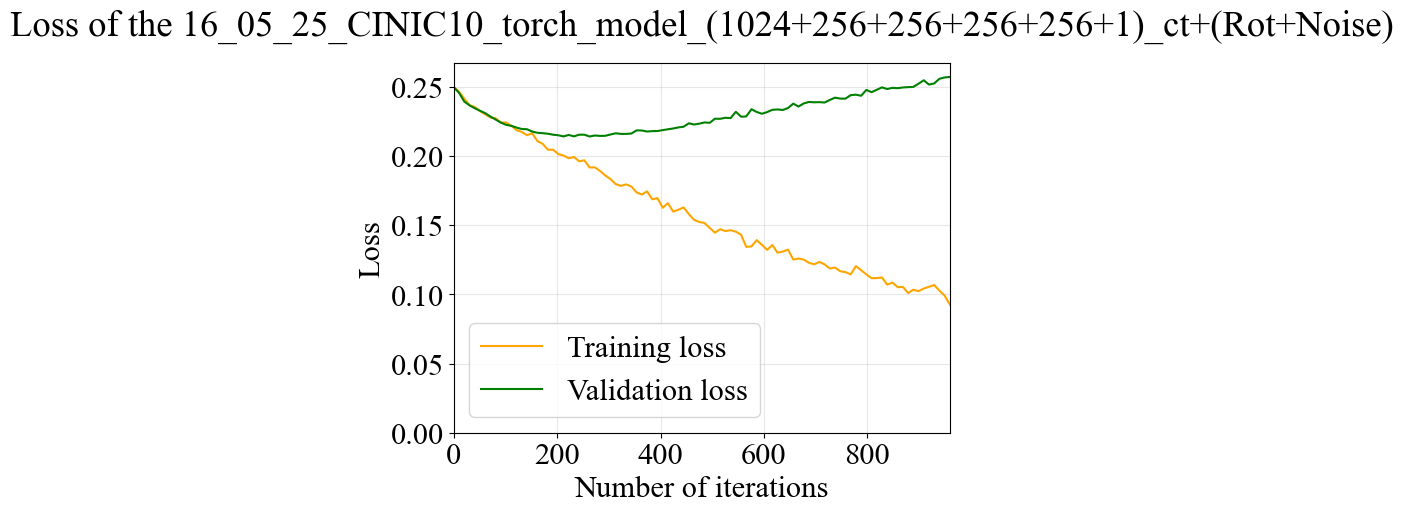 Loss of the 16_05_25_CINIC10_torch_model_(1024+256+256+256+256+1)_ct+(Rot+Noise)
0.25
0.20
0.15
0.10
0.05
0.00
Loss
Training loss
Validation loss
0 200 400 600 800
Number of iterations